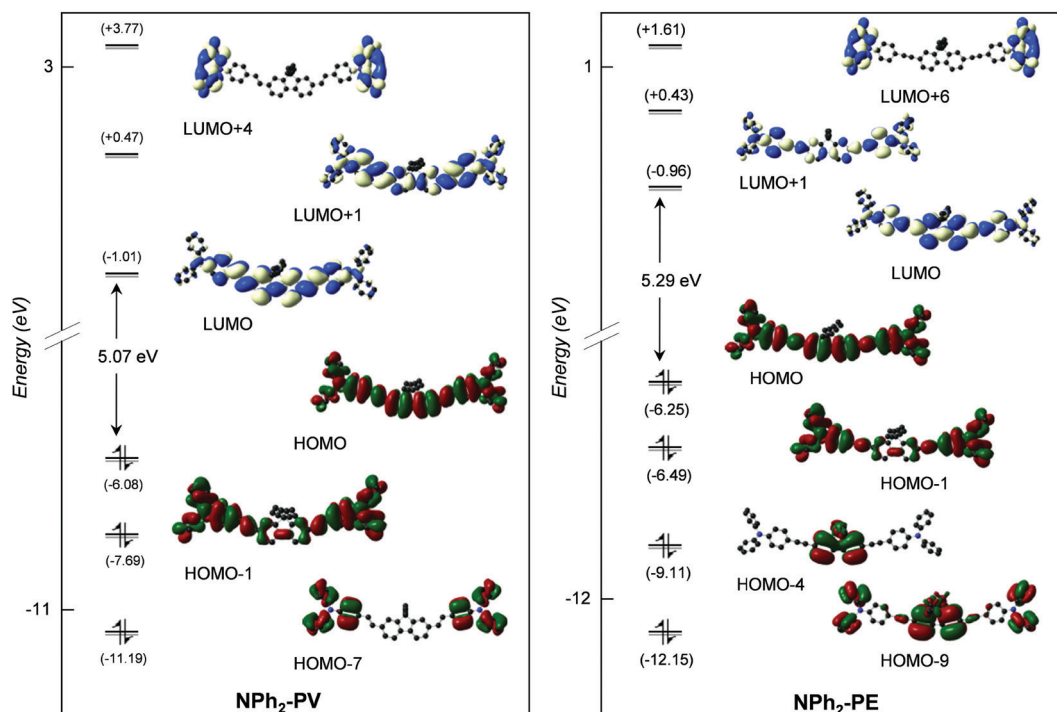 (+3.77)
3
LUMO+4
(+0.47)
LUMO+1
(-1.01)
LUMO
Energy (eV)
5.07 eV
HOMO
(-6.08)
(-7.69)
HOMO-1
-11
(-11.19)
HOMO-7
NPh₂-PV
(+1.61)
1
LUMO+6
(+0.43)
LUMO+1
(-0.96)
LUMO
5.29 eV
Energy (eV)
HOMO
(-6.25)
(-6.49)
HOMO-1
(-9.11)
HOMO-4
-12
(-12.15)
HOMO-9
NPh₂-PE